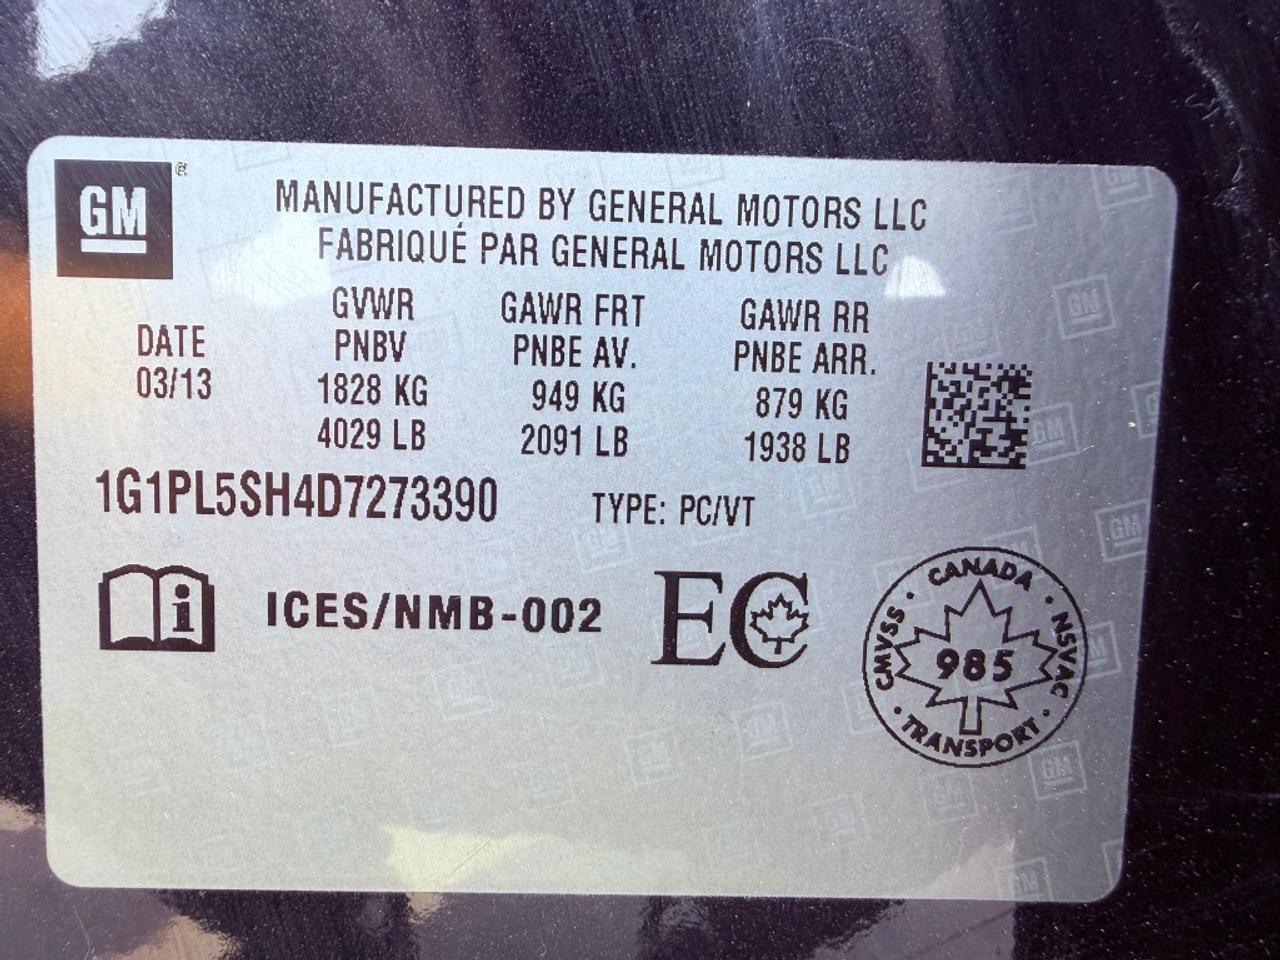 GM®
MANUFACTURED BY GENERAL MOTORS LLC
FABRIQUÉ PAR GENERAL MOTORS LLC
DATE
03/13
GVWR
PNBV
1828 KG
4029 LB
GAWR FRT
PNBE AV.
949 KG
2091 LB
GAWR RR
PNBE ARR.
879 KG
1938 LB
1G1PL5SH4D7273390 TYPE: PC/VT
i ICES/NMB-002 EC
CANADA · NSVAC · TRANSPORT · CMVSS ·
985